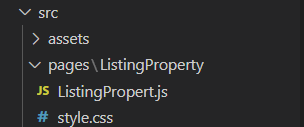 src
assets
pages\ListingProperty
JS ListingPropert.js
# style.css